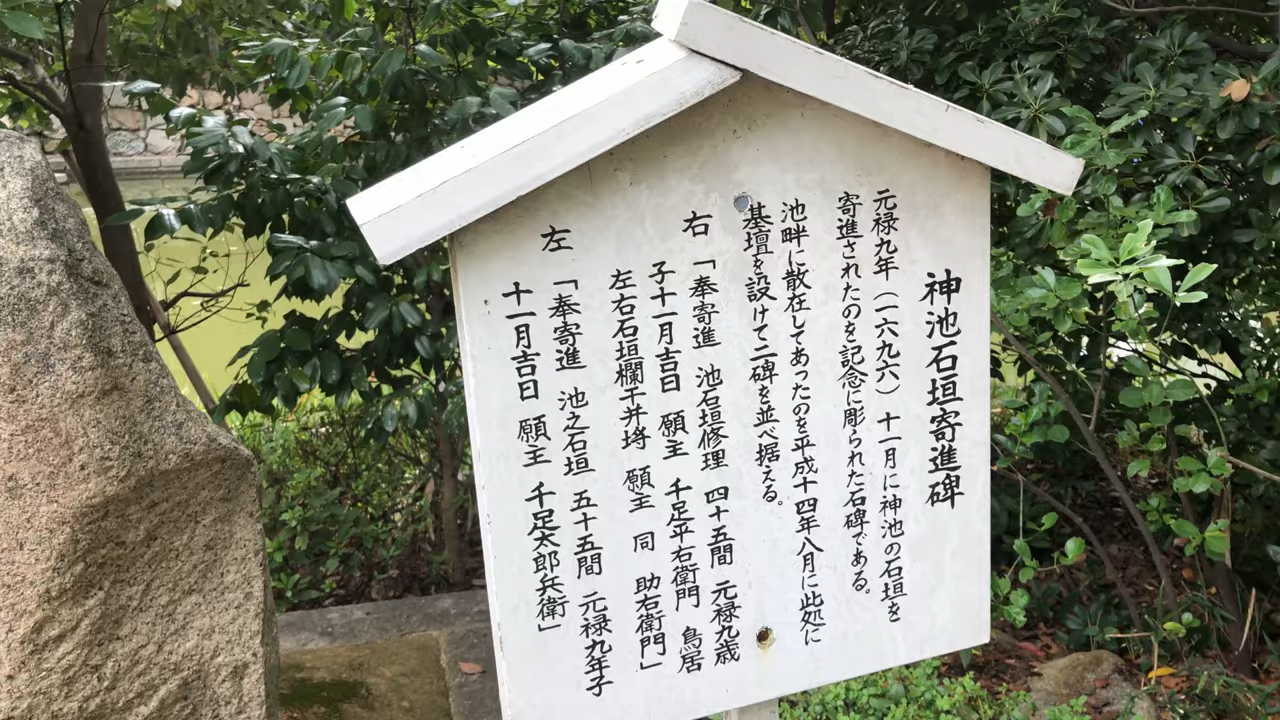 神池石垣寄進碑
元禄九年（一六九六）十一月に神池の石垣を
寄進されたのを記念に彫られた石碑である。
池畔に散在してあったのを平成十四年八月に此処に
基壇を設けて二碑を並べ据える。
右「奉寄進 池石垣修理 四十五間 元禄九歳
子十一月吉日 願主 千足平右衛門 鳥居
左右石垣欄干井埓 願主 同 助右衛門」
左「奉寄進 池之石垣 五十五間 元禄九年子
十一月吉日 願主 千足太郎兵衛」